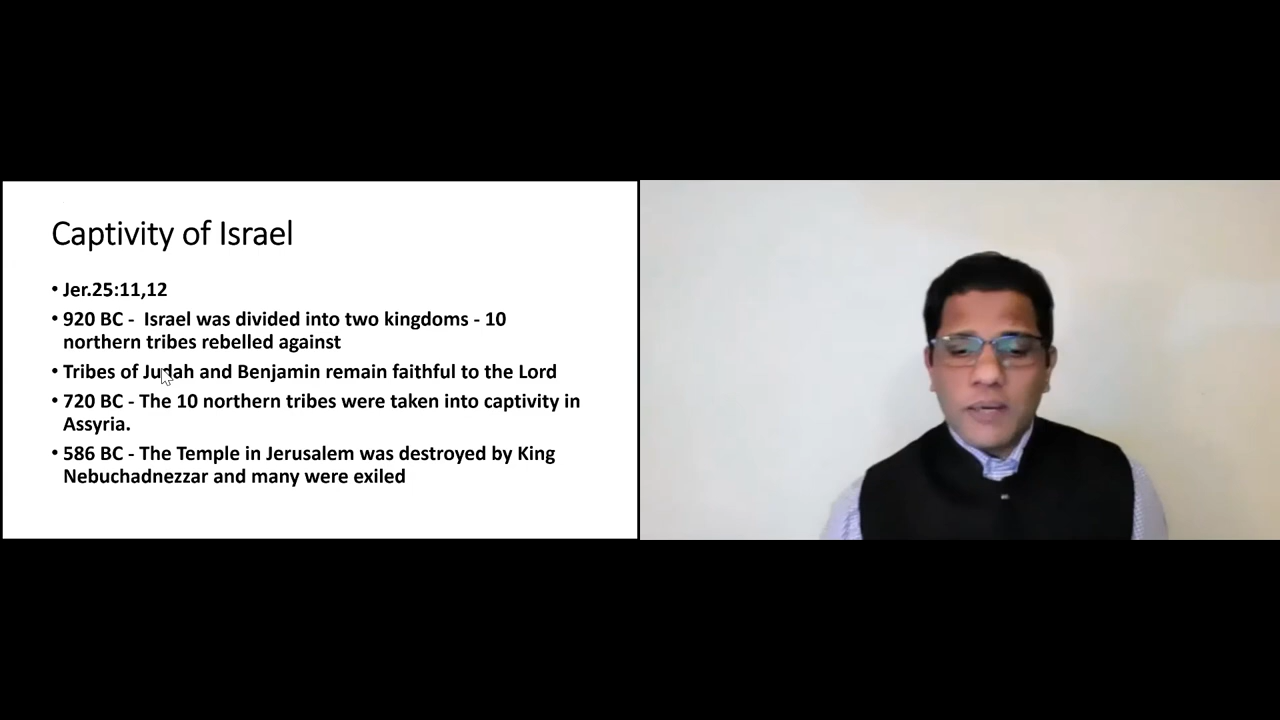 Captivity of Israel
• Jer.25:11,12
• 920 BC -  Israel was divided into two kingdoms - 10
northern tribes rebelled against
• Tribes of Judah and Benjamin remain faithful to the Lord
• 720 BC - The 10 northern tribes were taken into captivity in
Assyria.
• 586 BC - The Temple in Jerusalem was destroyed by King
Nebuchadnezzar and many were exiled